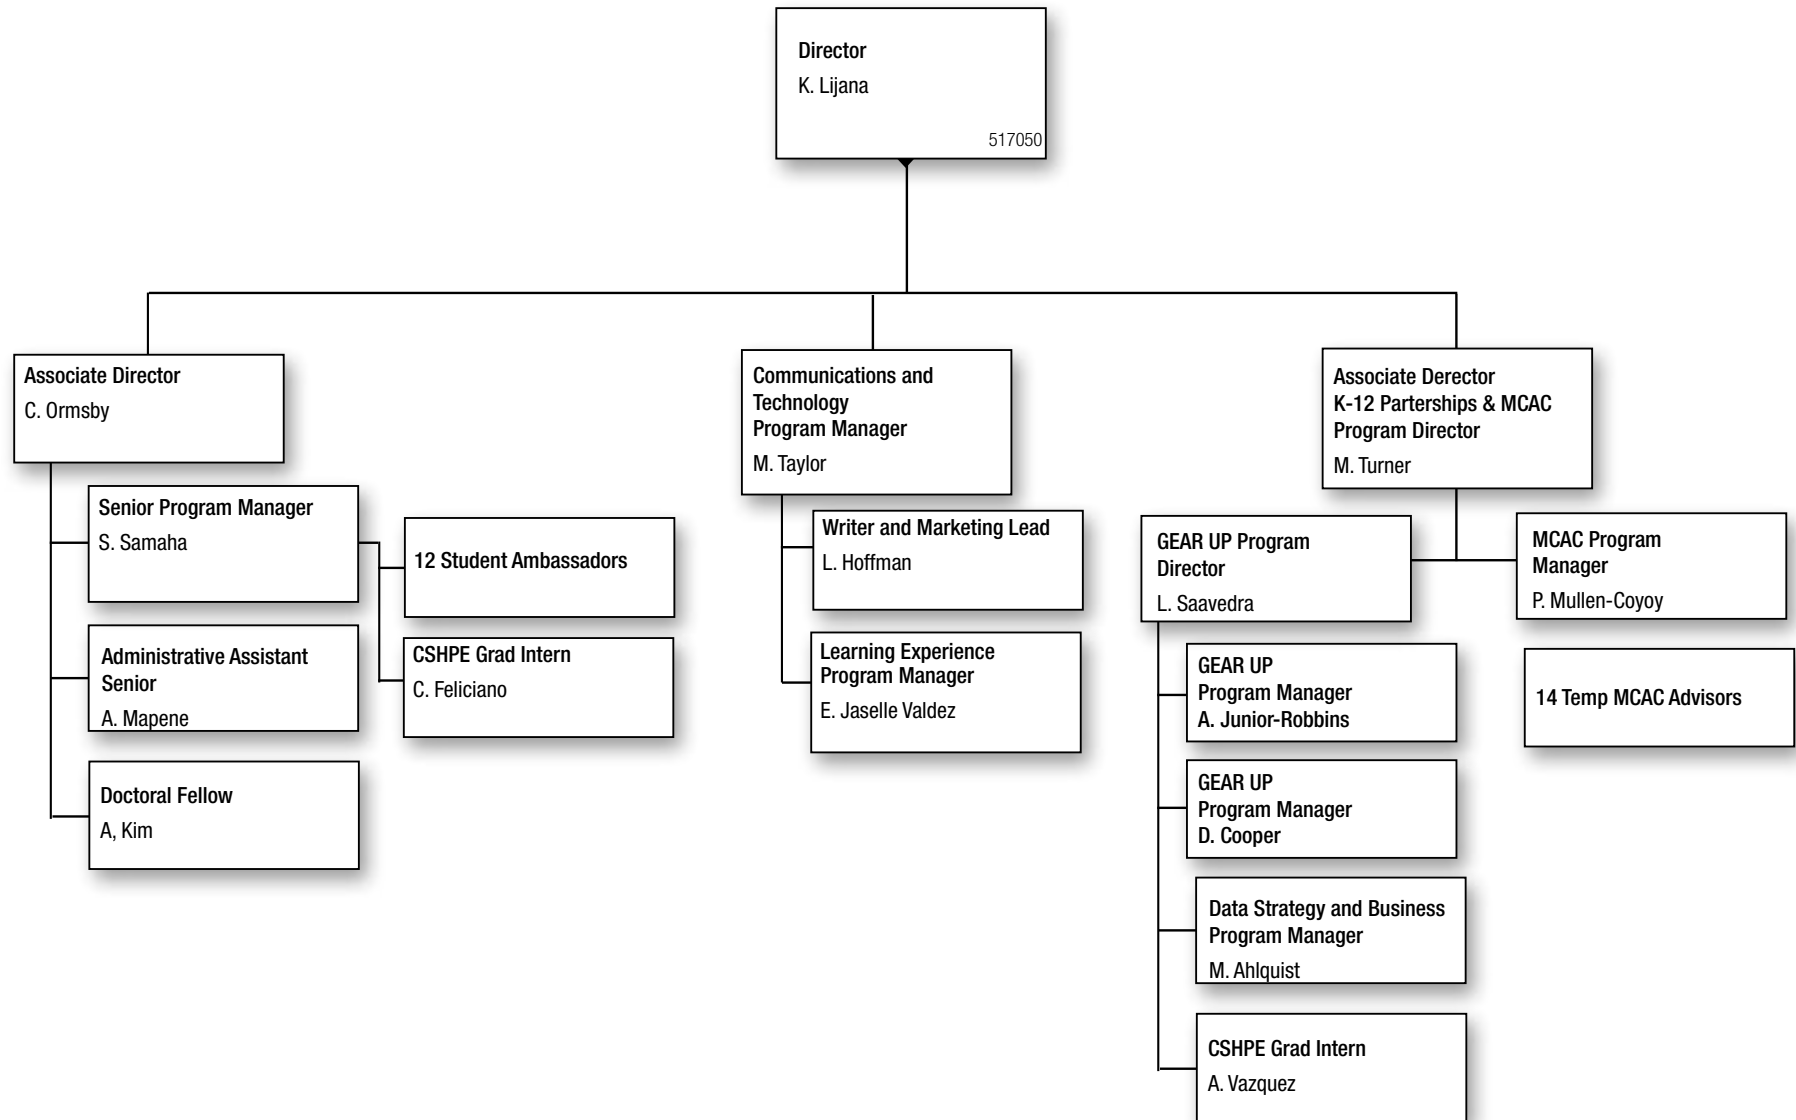 Director
K. Lijana
517050
Associate Director
C. Ormsby
Senior Program Manager
S. Samaha
12 Student Ambassadors
CSHPE Grad Intern
C. Feliciano
Administrative Assistant
Senior
A. Mapene
Doctoral Fellow
A, Kim
Communications and
Technology
Program Manager
M. Taylor
Writer and Marketing Lead
L. Hoffman
Learning Experience
Program Manager
E. Jaselle Valdez
Associate Derector
K-12 Parterships & MCAC
Program Director
M. Turner
GEAR UP Program
Director
L. Saavedra
GEAR UP
Program Manager
A. Junior-Robbins
GEAR UP
Program Manager
D. Cooper
Data Strategy and Business
Program Manager
M. Ahlquist
CSHPE Grad Intern
A. Vazquez
MCAC Program
Manager
P. Mullen-Coyoy
14 Temp MCAC Advisors